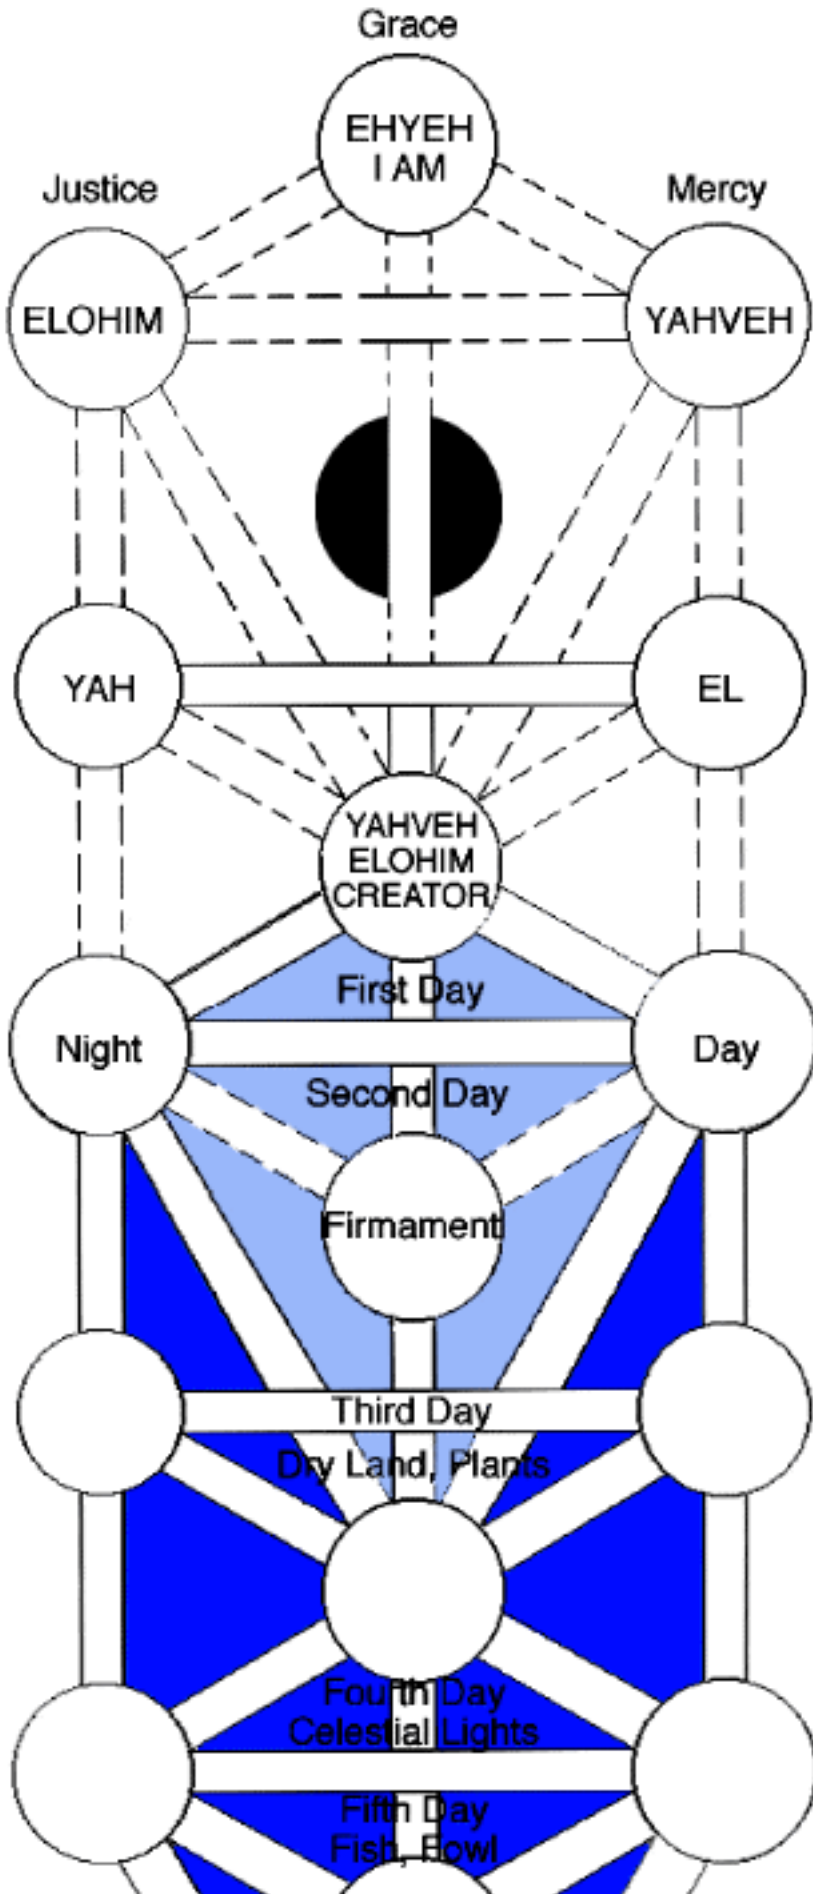 Grace
EHYEH
I AM
Justice
Mercy
ELOHIM
YAHVEH
YAH
EL
YAHVEH
ELOHIM
CREATOR
First Day
Night
Day
Second Day
Firmament
Third Day
Dry Land, Plants
Fourth Day
Celestial Lights
Fifth Day
Fish, Fowl